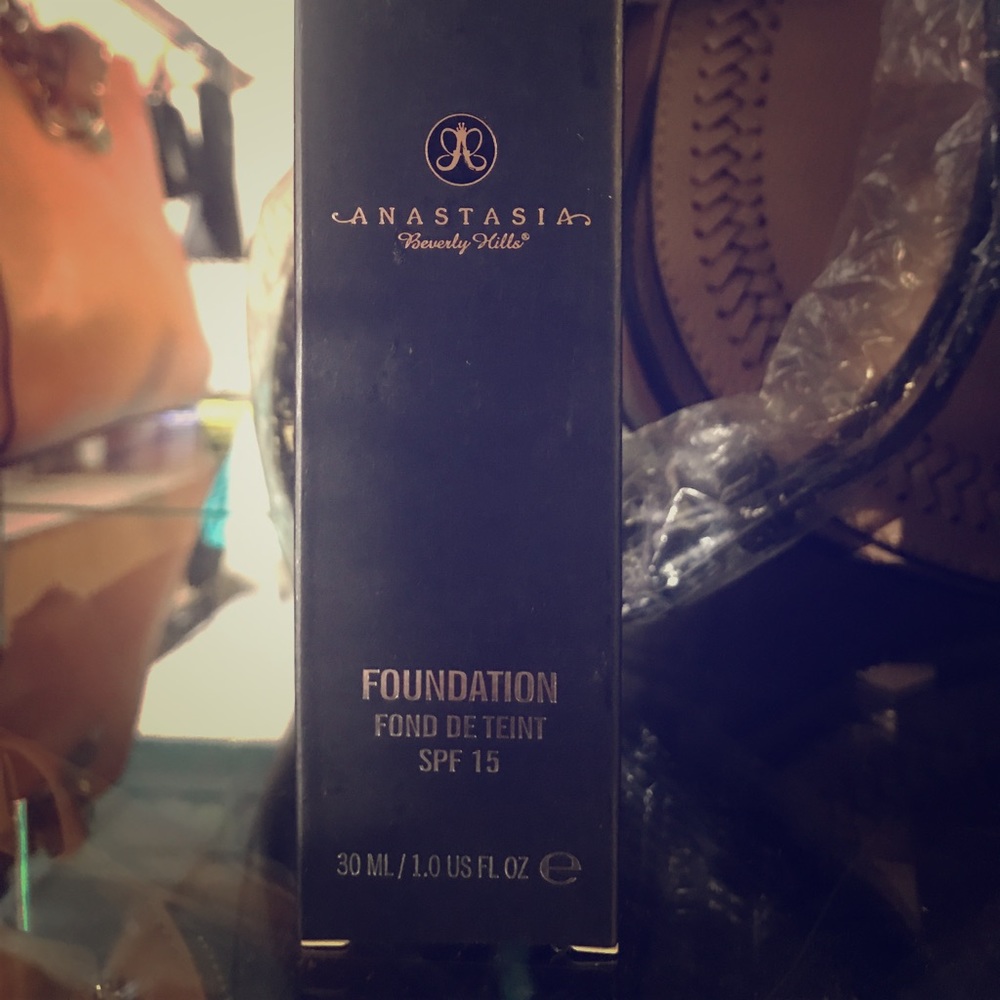 ANASTASIA
Beverly Hills®
FOUNDATION
FOND DE TEINT
SPF 15
30 ML / 1.0 US FL OZ ℮